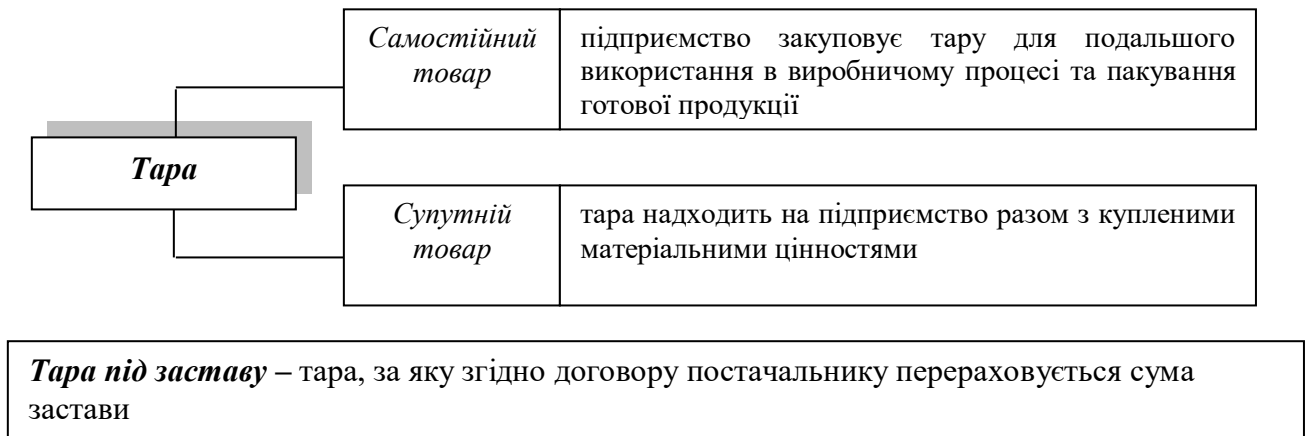 Самостійний
товар
підприємство закуповує тару для подальшого
використання в виробничому процесі та пакування
готової продукції
Тара
Супутній
товар
тара надходить на підприємство разом з купленими
матеріальними цінностями
Тара під заставу – тара, за яку згідно договору постачальнику перераховується сума
застави